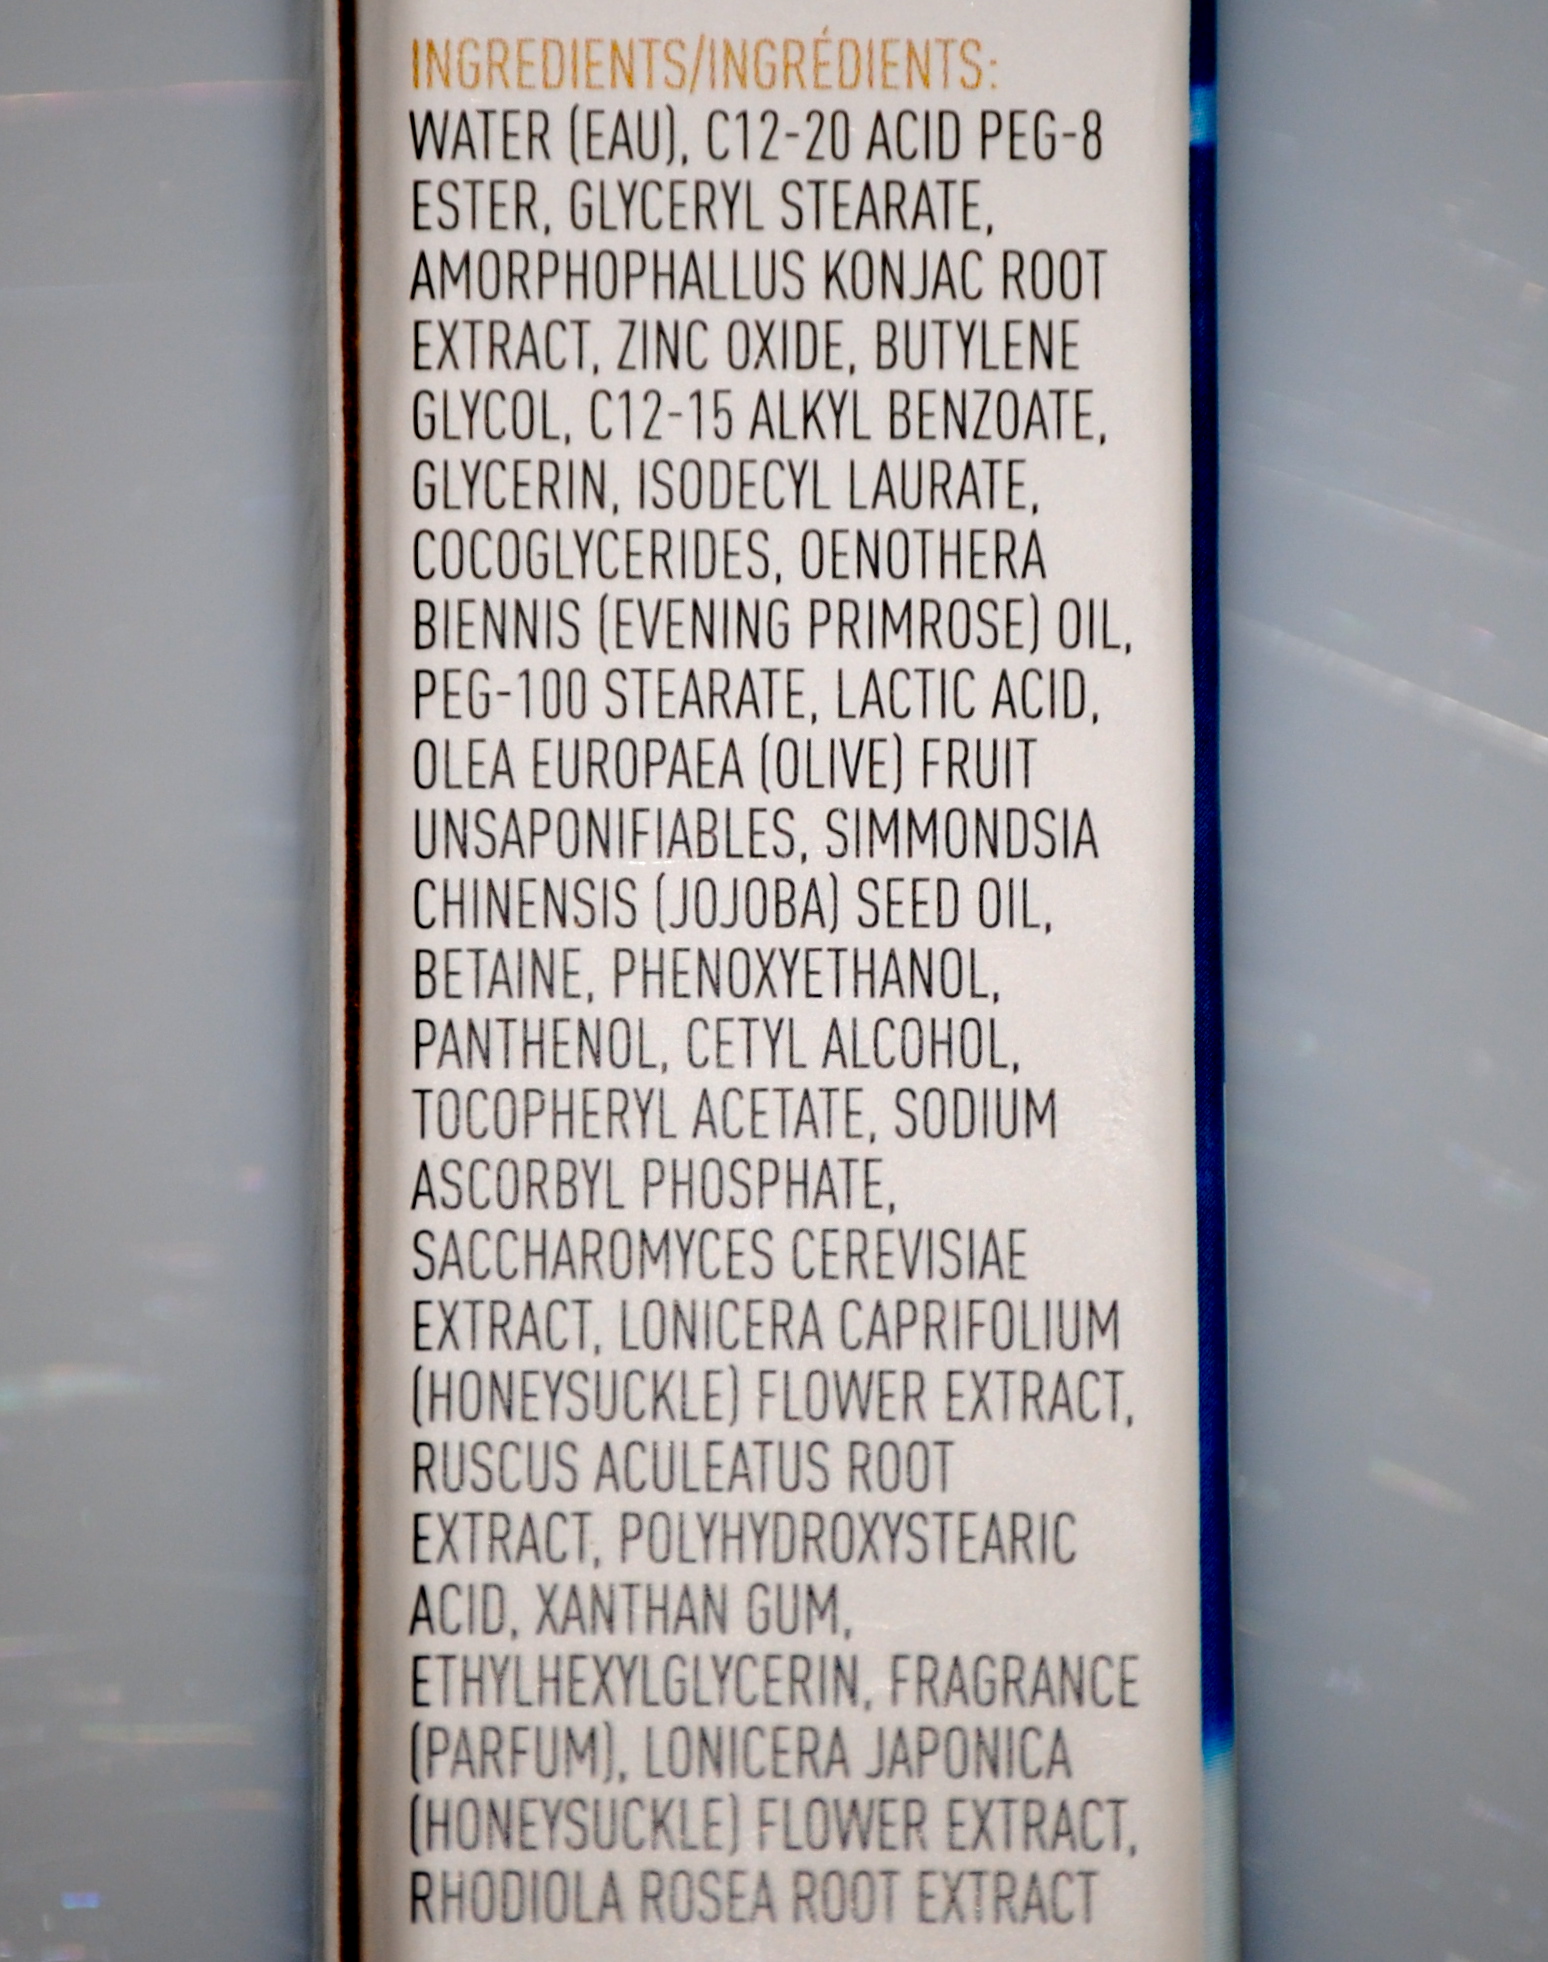 INGREDIENTS/INGRÉDIENTS:
WATER (EAU), C12-20 ACID PEG-8
ESTER, GLYCERYL STEARATE,
AMORPHOPHALLUS KONJAC ROOT
EXTRACT, ZINC OXIDE, BUTYLENE
GLYCOL, C12-15 ALKYL BENZOATE,
GLYCERIN, ISODECYL LAURATE,
COCOGLYCERIDES, OENOTHERA
BIENNIS (EVENING PRIMROSE) OIL,
PEG-100 STEARATE, LACTIC ACID,
OLEA EUROPAEA (OLIVE) FRUIT
UNSAPONIFIABLES, SIMMONDSIA
CHINENSIS (JOJOBA) SEED OIL,
BETAINE, PHENOXYETHANOL,
PANTHENOL, CETYL ALCOHOL,
TOCOPHERYL ACETATE, SODIUM
ASCORBYL PHOSPHATE,
SACCHAROMYCES CEREVISIAE
EXTRACT, LONICERA CAPRIFOLIUM
(HONEYSUCKLE) FLOWER EXTRACT,
RUSCUS ACULEATUS ROOT
EXTRACT, POLYHYDROXYSTEARIC
ACID, XANTHAN GUM,
ETHYLHEXYLGLYCERIN, FRAGRANCE
(PARFUM), LONICERA JAPONICA
(HONEYSUCKLE) FLOWER EXTRACT,
RHODIOLA ROSEA ROOT EXTRACT